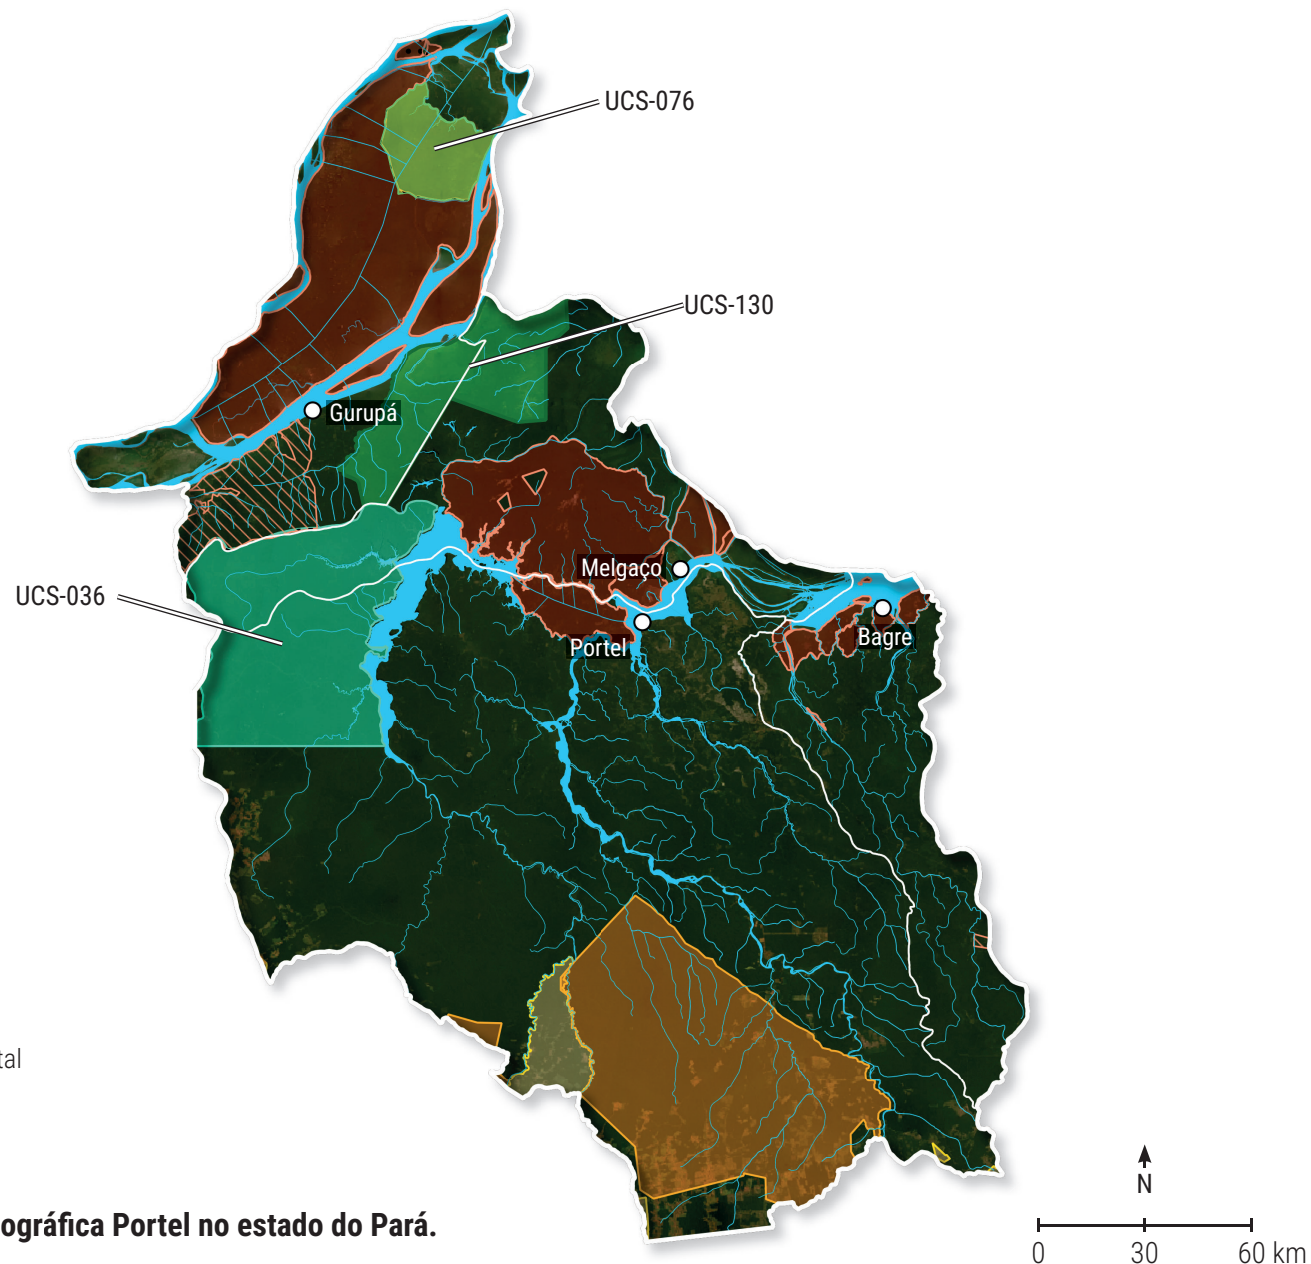 UCS-076
UCS-130
Gurupá
Melgaço
UCS-036
Bagre
Portel
tal
N
ográfica Portel no estado do Pará.
0 30 60 km